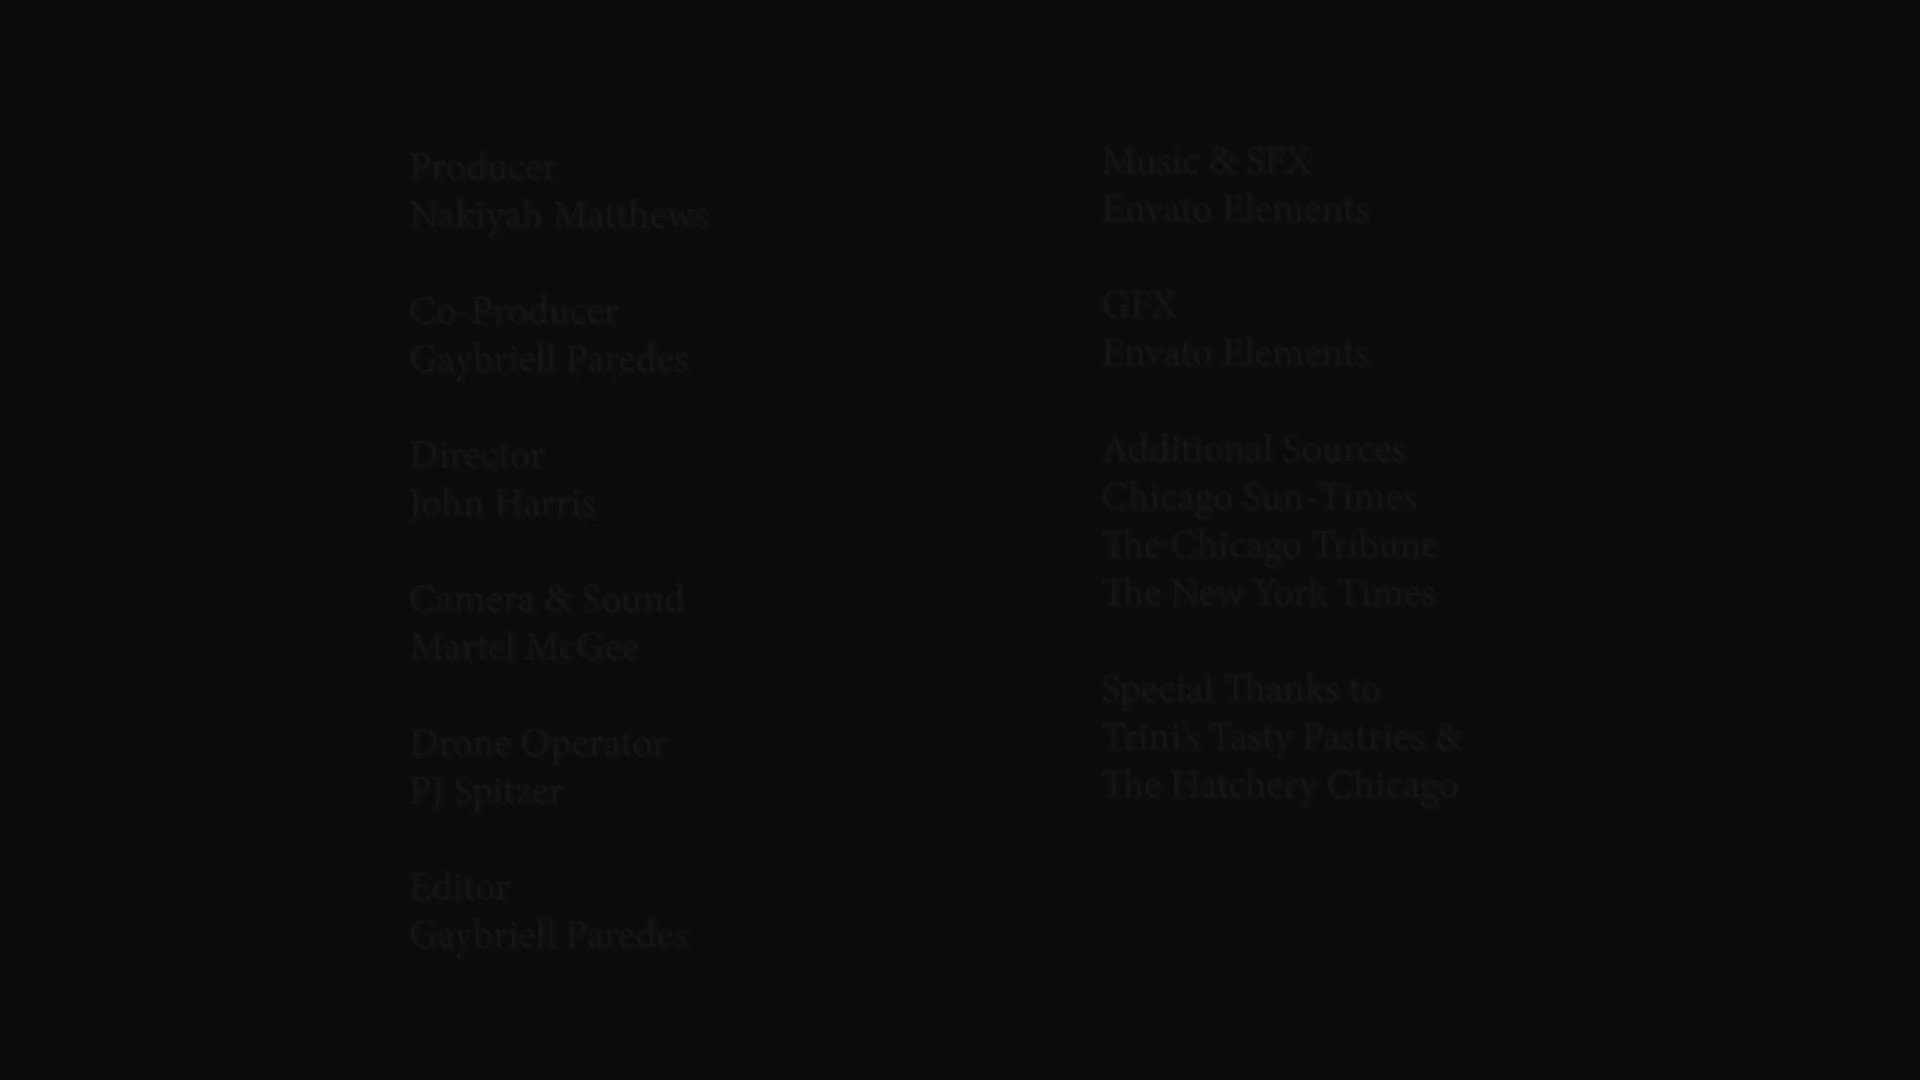 Producer
Nakiyah Matthews
Co-Producer
Gaybriell Paredes
Director
John Harris
Camera & Sound
Martel McGee
Drone Operator
PJ Spitzer
Editor
Gaybriell Paredes
Music & SFX
Envato Elements
GFX
Envato Elements
Additional Sources
Chicago Sun-Times
The Chicago Tribune
The New York Times
Special Thanks to
Trini's Tasty Pastries &
The Hatchery Chicago